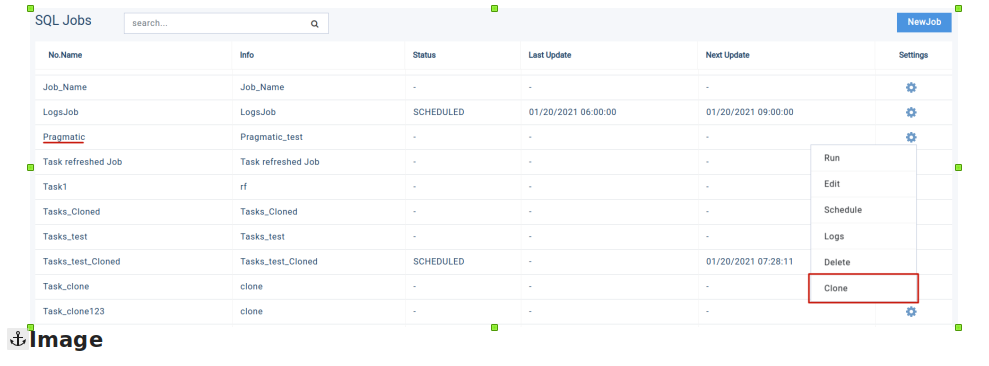 SQL Jobs search... NewJob
No.Name Info Status Last Update Next Update Settings
Job_Name Job_Name - - -
LogsJob LogsJob SCHEDULED 01/20/2021 06:00:00 01/20/2021 09:00:00
Pragmatic Pragmatic_test - - -
Task refreshed Job Task refreshed Job - - - Run
Task1 rf - - - Edit
Tasks_Cloned Tasks_Cloned - - - Schedule
Tasks_test Tasks_test - - - Logs
Tasks_test_Cloned Tasks_test_Cloned SCHEDULED - 01/20/2021 07:28:11 Delete
Task_clone clone - - - Clone
Task_clone123 clone - - -
Image